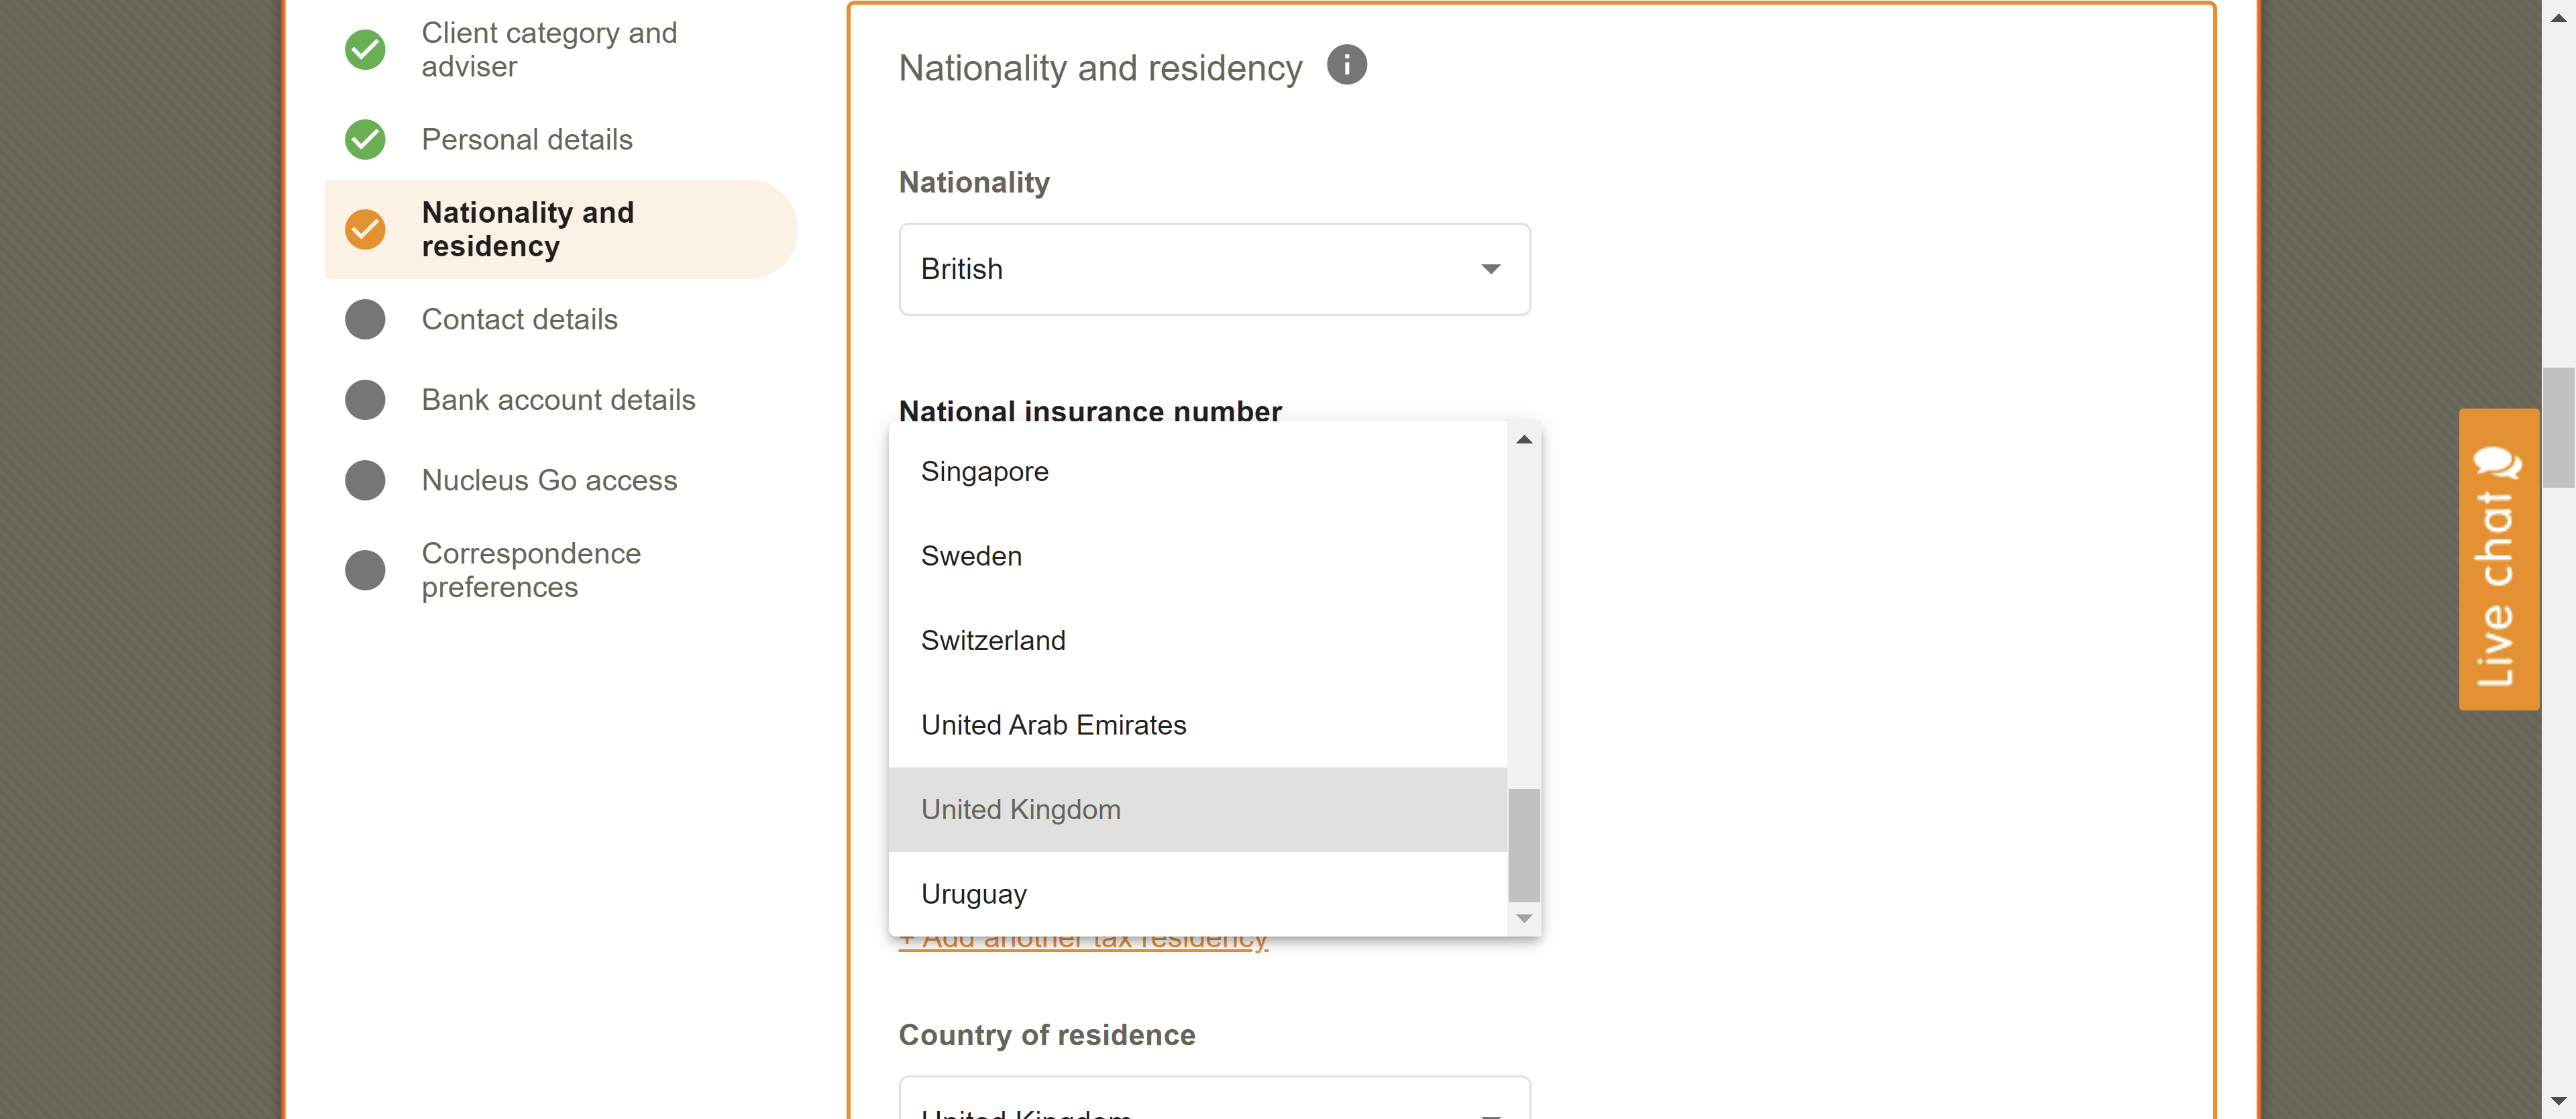 Client category and
adviser
Personal details
Nationality and
residency
Contact details
Bank account details
Nucleus Go access
Correspondence
preferences
Nationality and residency
Nationality
British
National insurance number
Singapore
Sweden
Switzerland
United Arab Emirates
United Kingdom
Uruguay
+ Add another tax residency
Country of residence
United Kingdom
Live chat